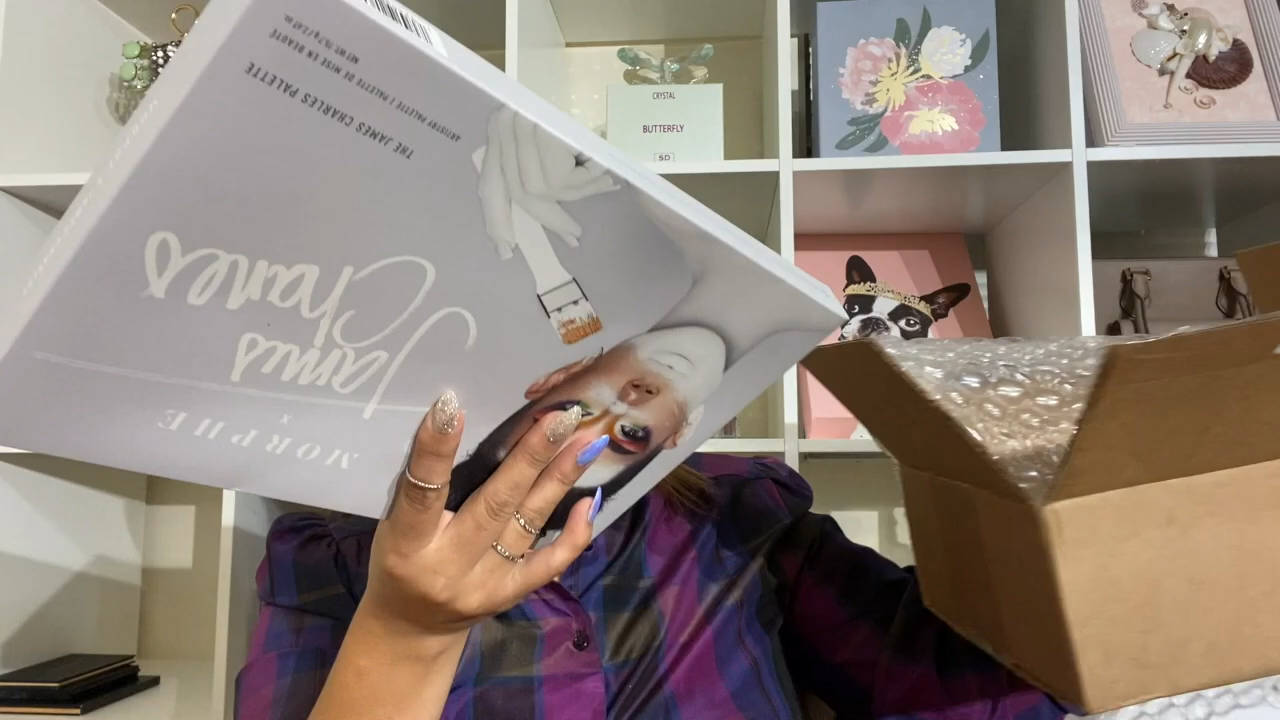 MORPHE
x
James
Charles
THE JAMES CHARLES PALETTE
ARTISTRY PALETTE | PALETTE DE MISE EN BEAUTÉ
CRYSTAL
BUTTERFLY
SD